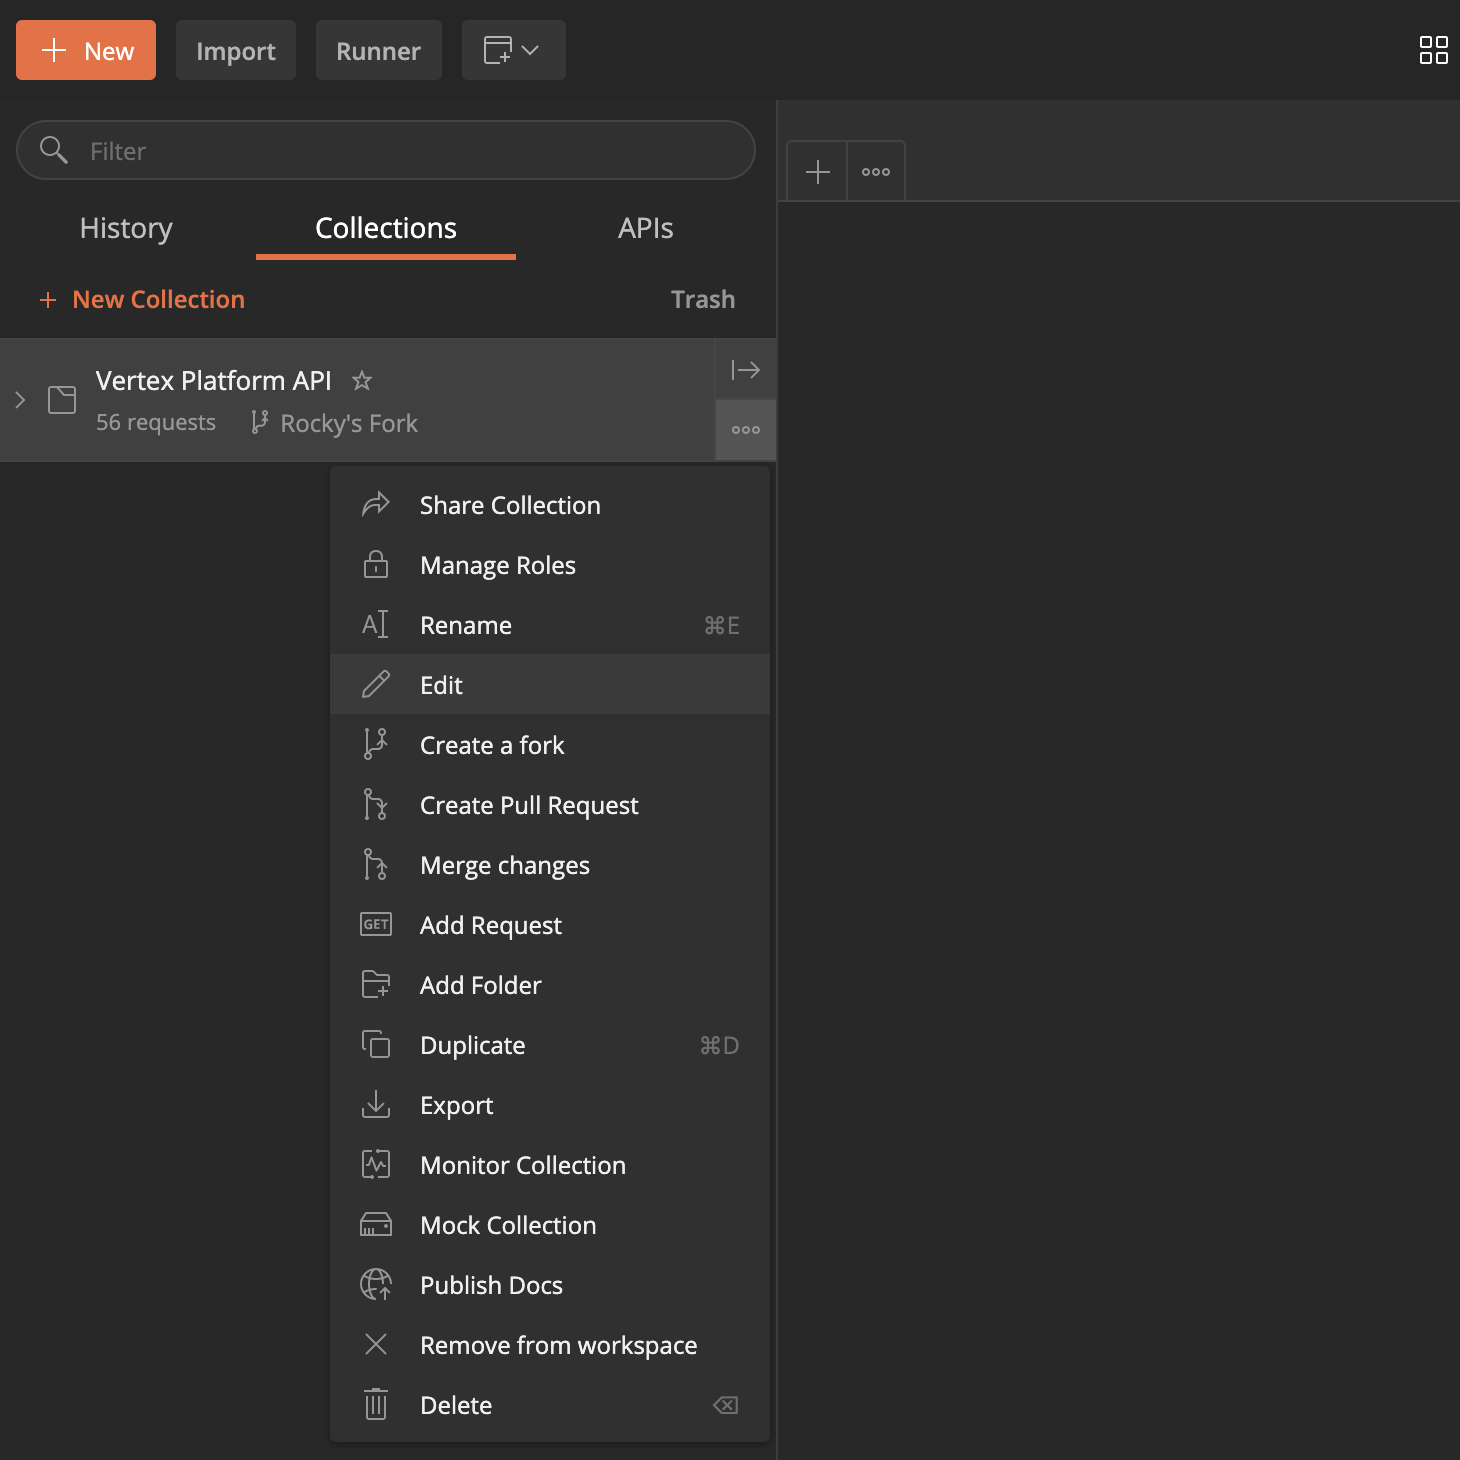 New Import Runner
Filter
History Collections APIs
New Collection Trash
Vertex Platform API
56 requests Rocky's Fork
Share Collection
Manage Roles
Rename ⌘E
Edit
Create a fork
Create Pull Request
Merge changes
GET Add Request
Add Folder
Duplicate ⌘D
Export
Monitor Collection
Mock Collection
Publish Docs
Remove from workspace
Delete ⌫